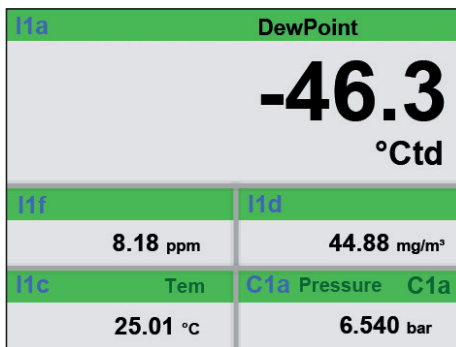 I1a DewPoint
-46.3
°Ctd
I1f I1d
8.18 ppm 44.88 mg/m³
I1c Tem C1a Pressure C1a
25.01 °C 6.540 bar